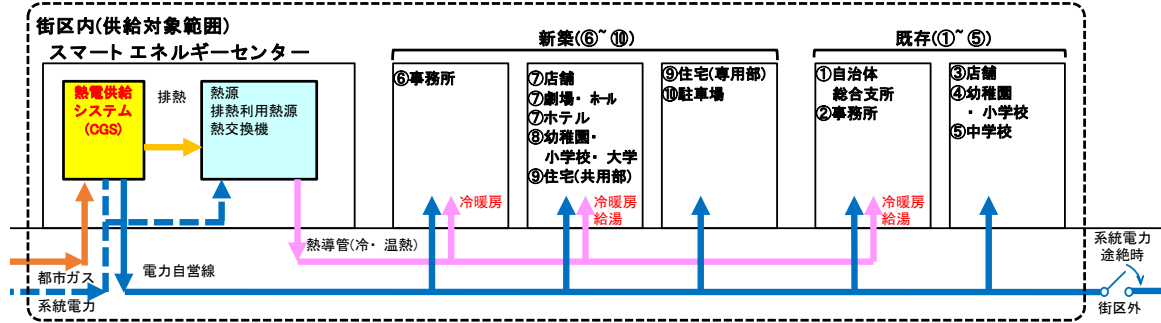 街区内(供給対象範囲)
スマートエネルギーセンター
熱電供給
システム
(CGS)
排熱
熱源
排熱利用熱源
熱交換機
新築(⑥~⑩)
⑥事務所
⑦店舗
⑦劇場・ホール
⑦ホテル
⑧幼稚園・
小学校・大学
⑨住宅(共用部)
⑨住宅(専用部)
⑩駐車場
既存(①~⑤)
①自治体
総合支所
②事務所
③店舗
④幼稚園
・小学校
⑤中学校
冷暖房
冷暖房
給湯
冷暖房
給湯
熱導管(冷・温熱)
都市ガス
電力自営線
系統電力
系統電力
途絶時
街区外